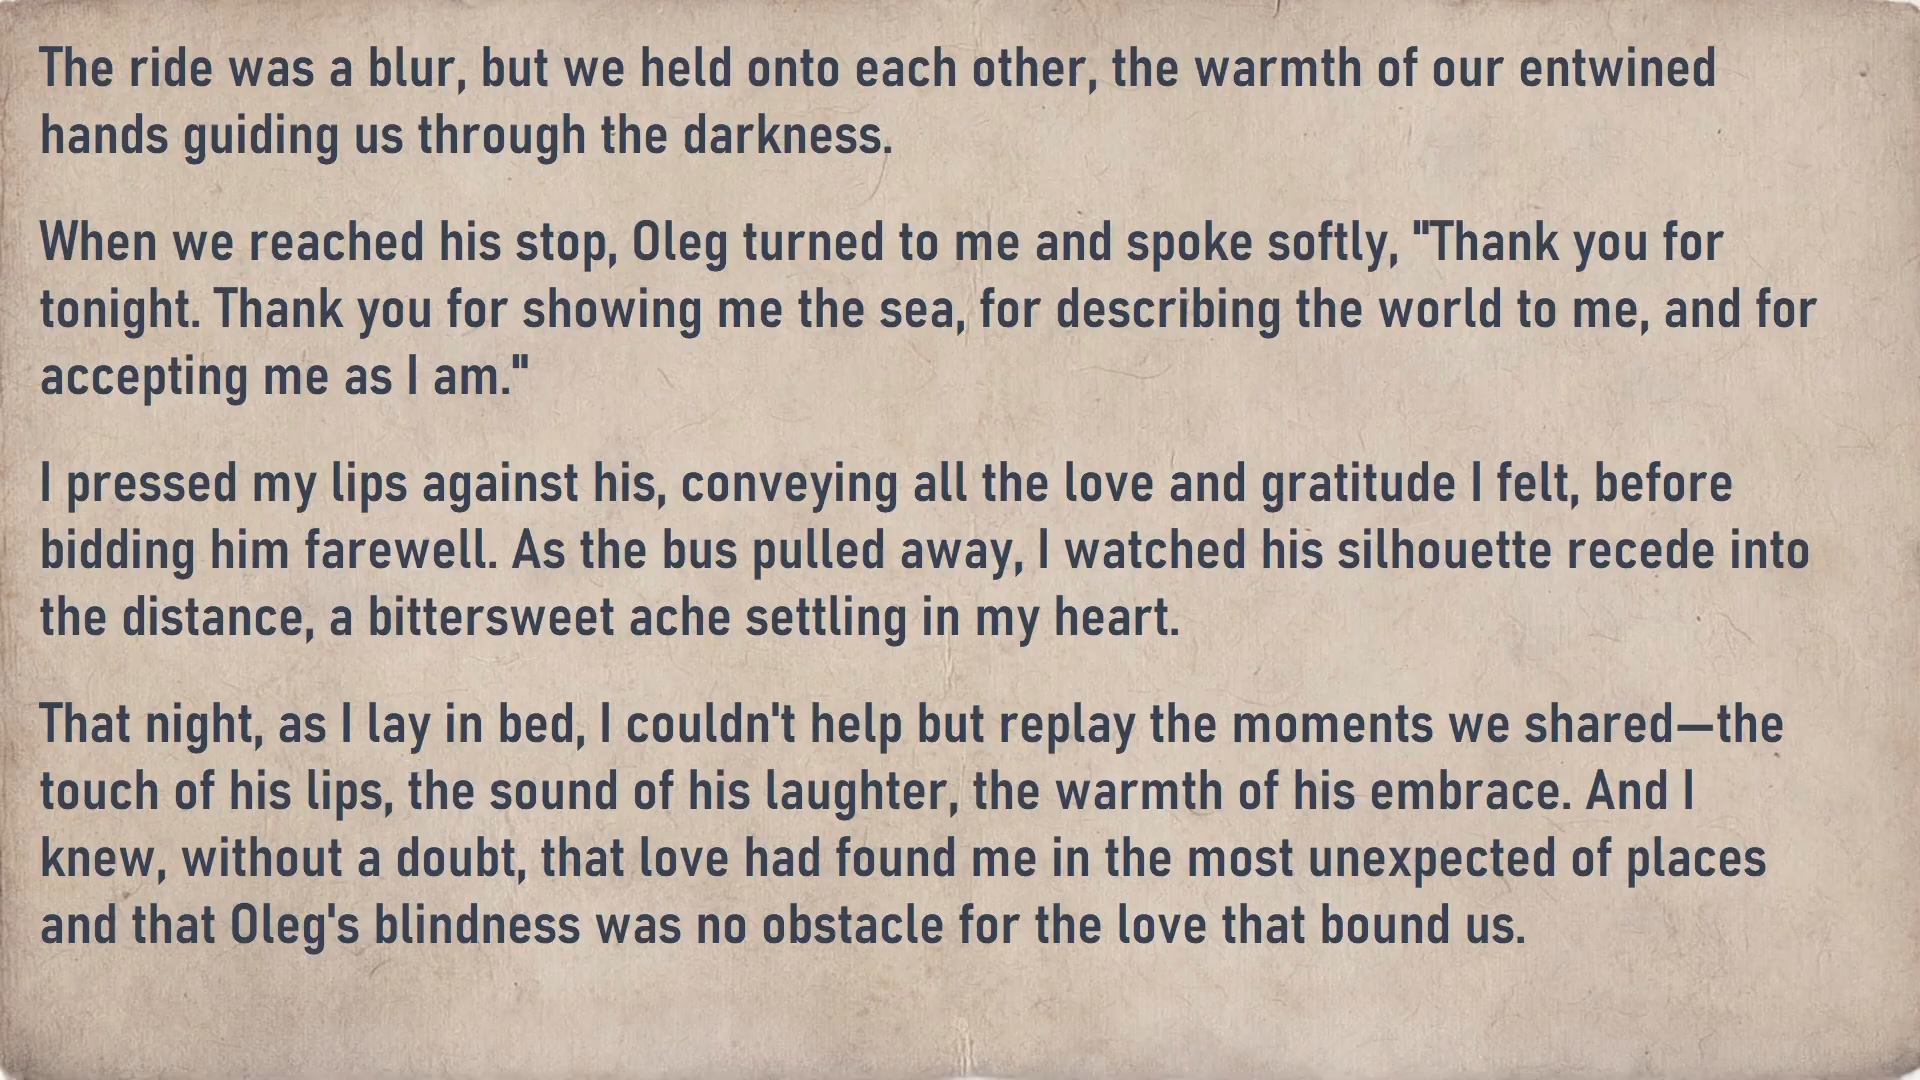 The ride was a blur, but we held onto each other, the warmth of our entwined
hands guiding us through the darkness.
When we reached his stop, Oleg turned to me and spoke softly, "Thank you for
tonight. Thank you for showing me the sea, for describing the world to me, and for
accepting me as I am."
I pressed my lips against his, conveying all the love and gratitude I felt, before
bidding him farewell. As the bus pulled away, I watched his silhouette recede into
the distance, a bittersweet ache settling in my heart.
That night, as I lay in bed, I couldn't help but replay the moments we shared—the
touch of his lips, the sound of his laughter, the warmth of his embrace. And I
knew, without a doubt, that love had found me in the most unexpected of places
and that Oleg's blindness was no obstacle for the love that bound us.